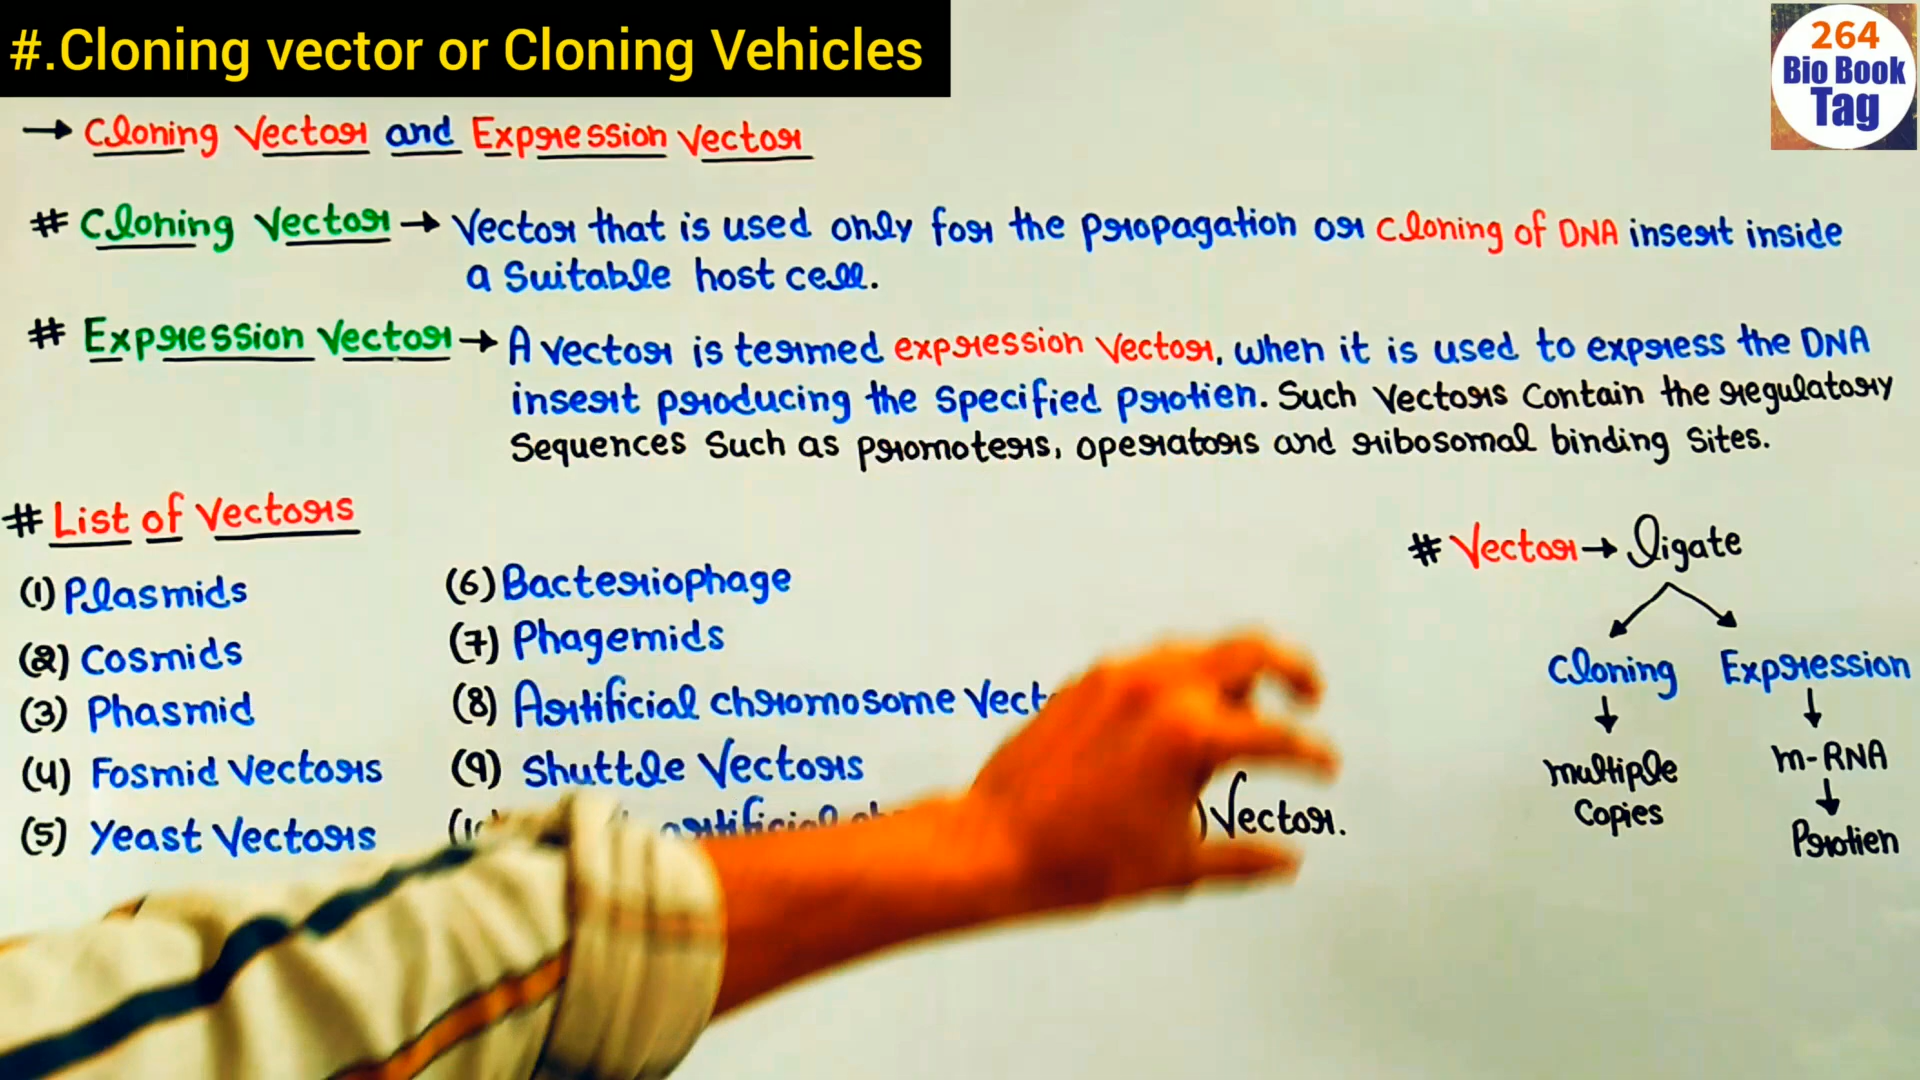 #.Cloning vector or Cloning Vehicles
264
Bio Book
Tag
→ Cloning Vector and Expression Vector
# Cloning Vector → Vector that is used only for the propagation or cloning of DNA insert inside
a Suitable host cell.
# Expression Vector → A vector is termed expression Vector, when it is used to express the DNA
insert producing the Specified protien. Such Vectors Contain the regulatory
Sequences Such as promoters, operators and ribosomal binding Sites.
# List of Vectors
(1) Plasmids
(2) Cosmids
(3) Phasmid
(4) Fosmid Vectors
(5) Yeast Vectors
(6) Bacteriophage
(7) Phagemids
(8) Artificial chromosome
(9) Shuttle Vectors
artificial
Vector.
# Vector → ligate
Cloning Expression
↓ ↓
multiple m-RNA
Copies ↓
Protien